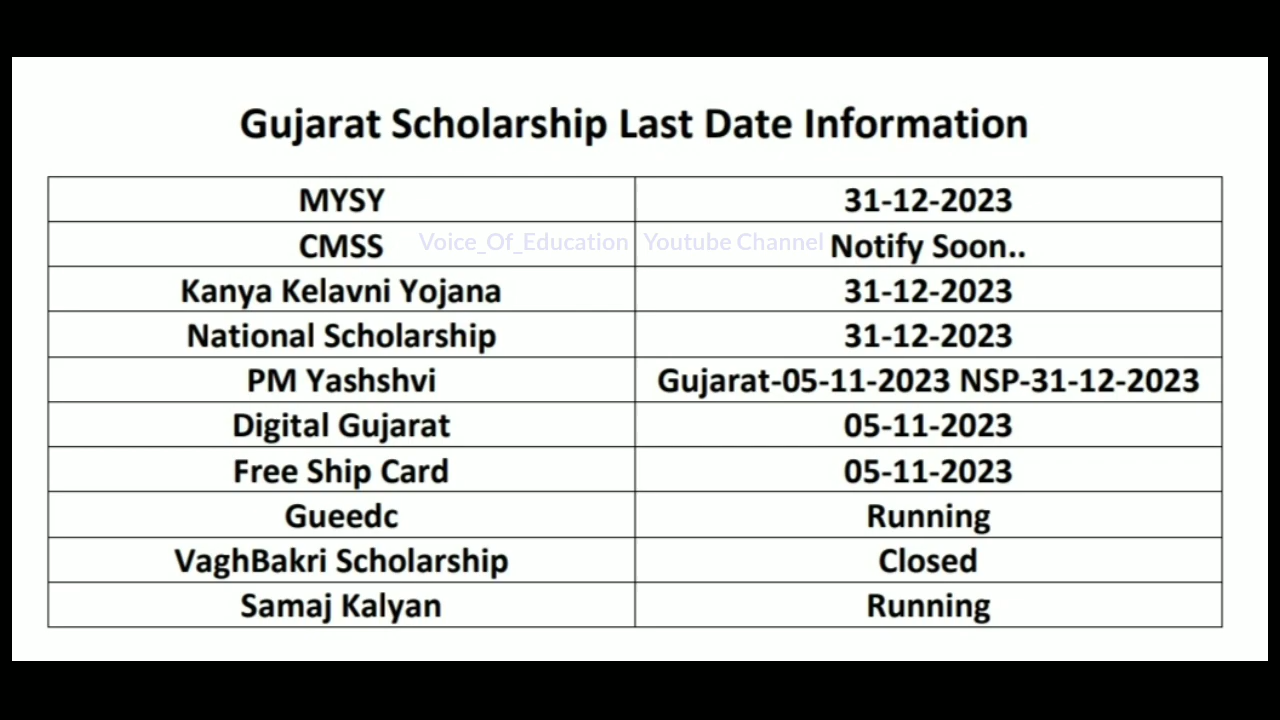 Gujarat Scholarship Last Date Information
MYSY 31-12-2023
CMSS Voice_Of_Education Youtube Channel Notify Soon..
Kanya Kelavni Yojana 31-12-2023
National Scholarship 31-12-2023
PM Yashshvi Gujarat-05-11-2023 NSP-31-12-2023
Digital Gujarat 05-11-2023
Free Ship Card 05-11-2023
Gueedc Running
VaghBakri Scholarship Closed
Samaj Kalyan Running